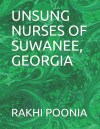 UNSUNG
NURSES OF
SUWANEE,
GEORGIA
RAKHI POONIA